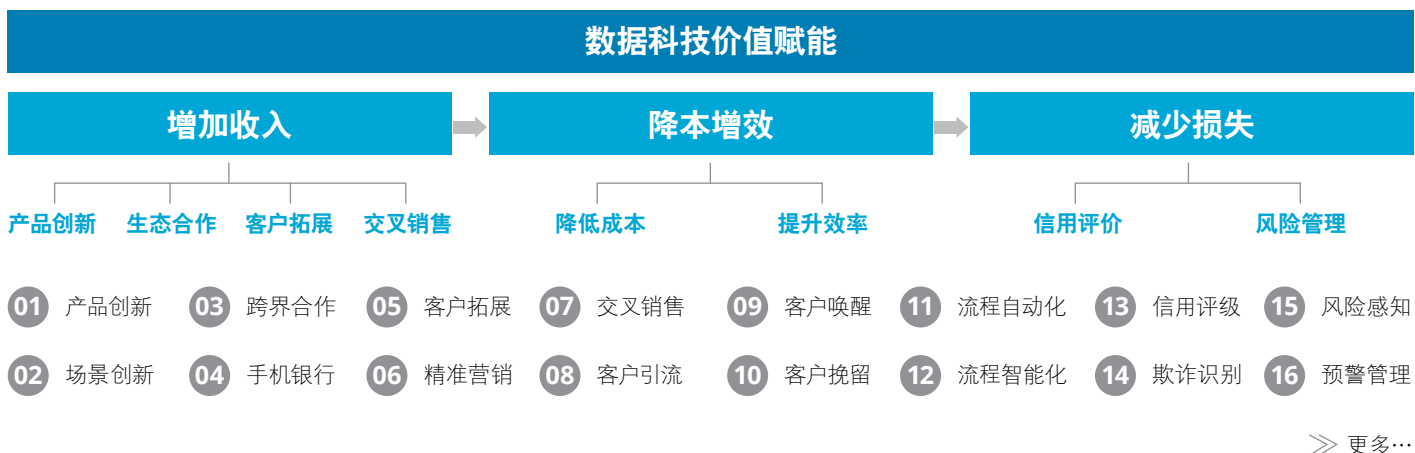 数据科技价值赋能
增加收入 降本增效 减少损失
产品创新 生态合作 客户拓展 交叉销售 降低成本 提升效率 信用评价 风险管理
01 产品创新 03 跨界合作 05 客户拓展 07 交叉销售 09 客户唤醒 11 流程自动化 13 信用评级 15 风险感知
02 场景创新 04 手机银行 06 精准营销 08 客户引流 10 客户挽留 12 流程智能化 14 欺诈识别 16 预警管理
更多…